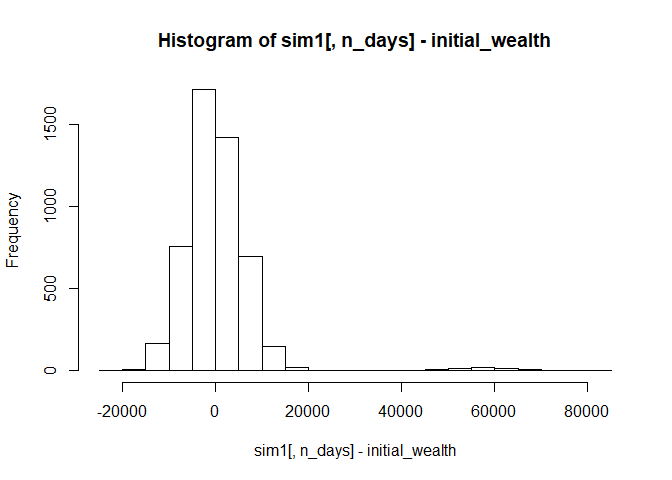 Histogram of sim1[, n_days] - initial_wealth
Frequency
1500
1000
500
0
-20000 0 20000 40000 60000 80000
sim1[, n_days] - initial_wealth